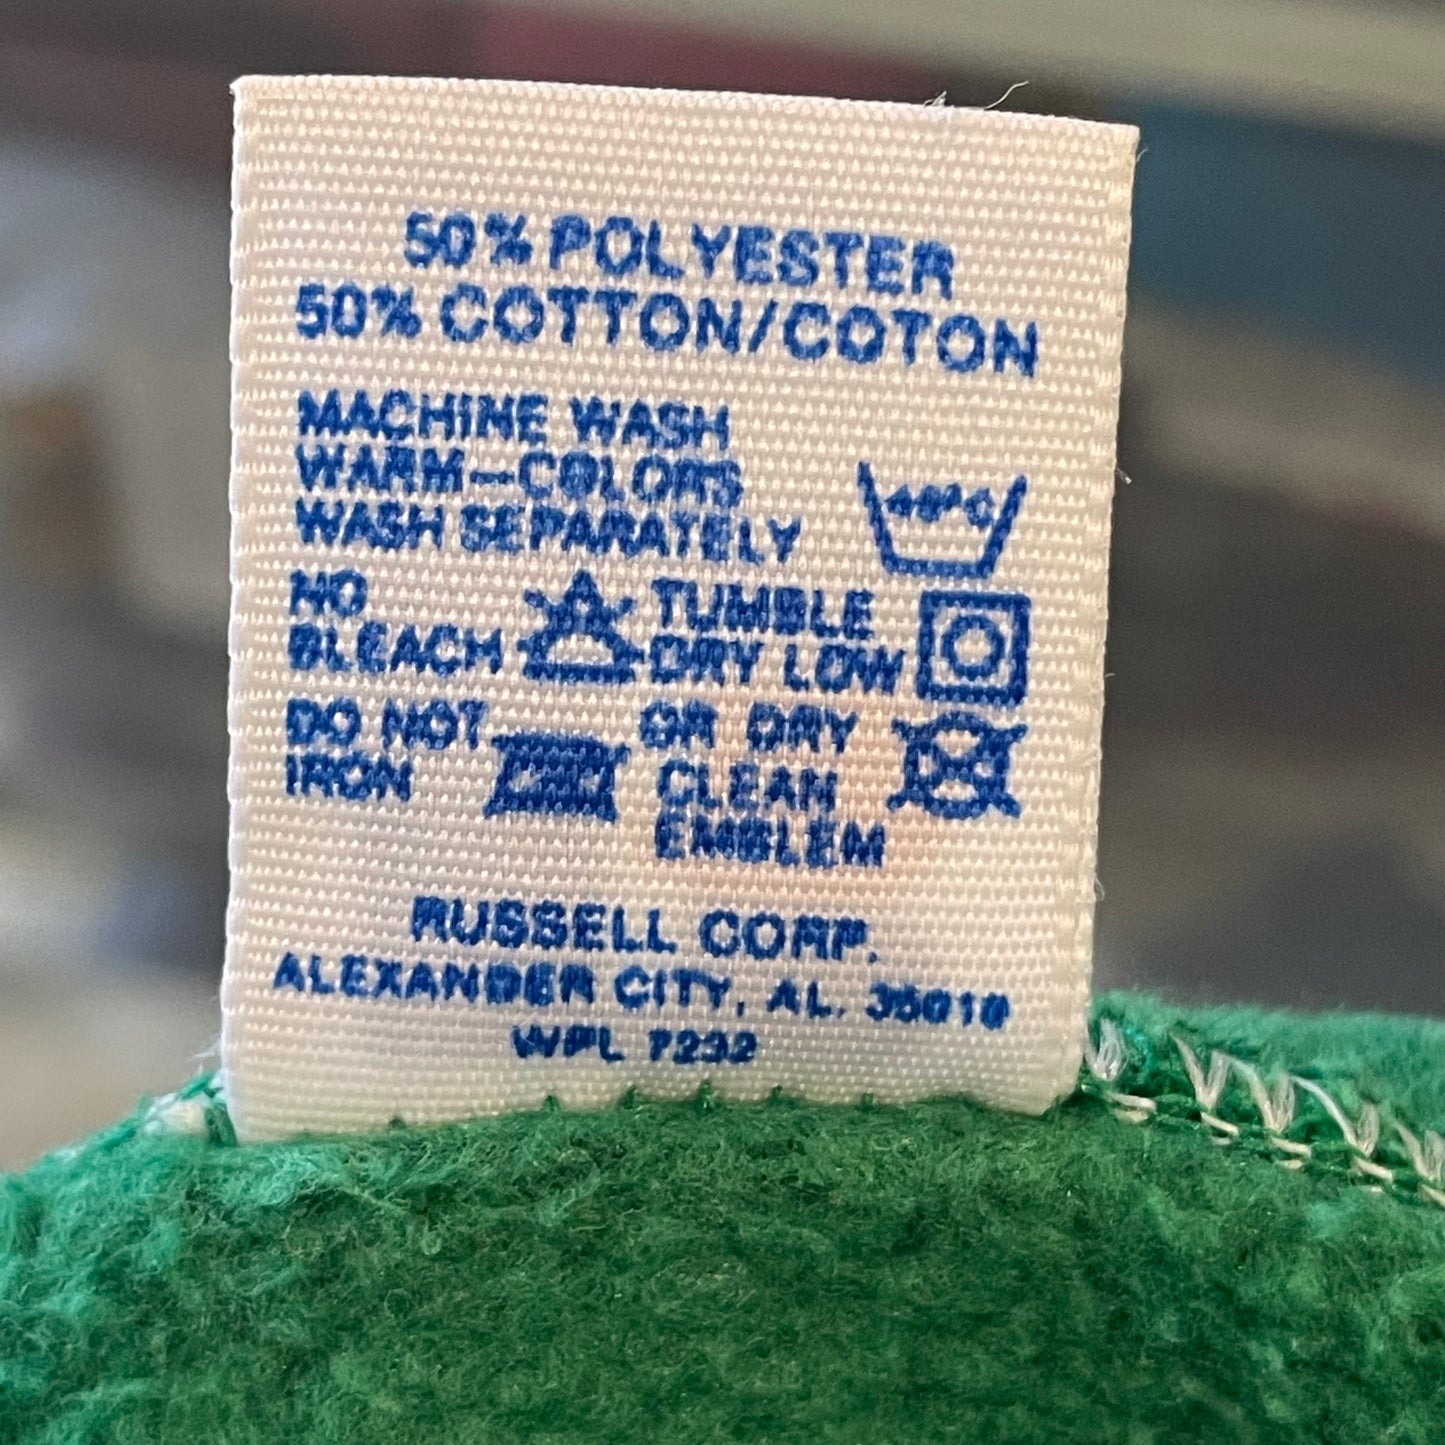 50% POLYESTER
50% COTTON/COTON
MACHINE WASH
WARM—COLORS
WASH SEPARATELY
40°C
NO
BLEACH
TUMBLE
DRY LOW
DO NOT
IRON
OR DRY
CLEAN
EMBLEM
RUSSELL CORP.
ALEXANDER CITY, AL. 35010
WPL 7232